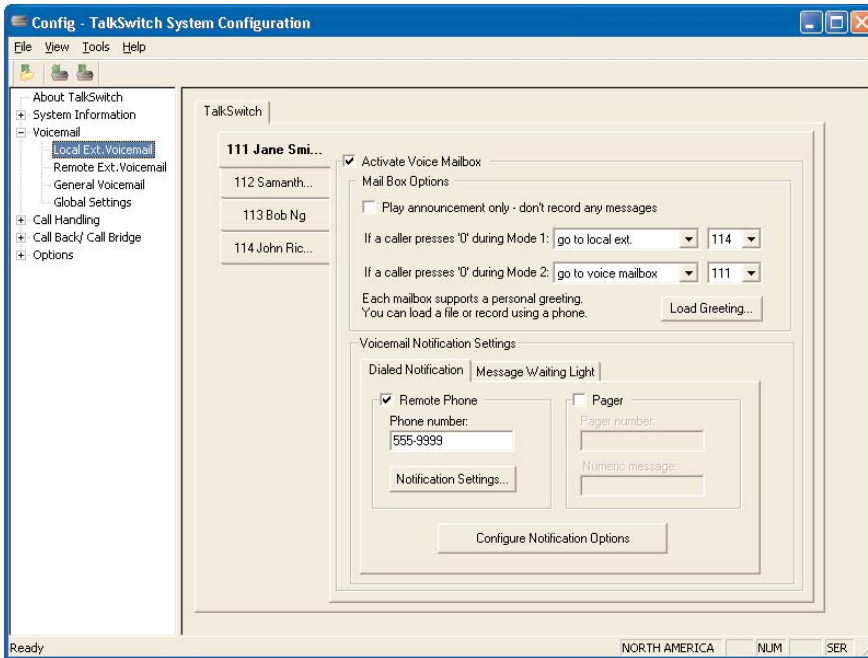 Config - TalkSwitch System Configuration
File View Tools Help
About TalkSwitch
System Information
Voicemail
Local Ext.Voicemail
Remote Ext.Voicemail
General Voicemail
Global Settings
Call Handling
Call Back/ Call Bridge
Options
TalkSwitch
111 Jane Smi...
112 Samanth...
113 Bob Ng
114 John Ric...
Activate Voice Mailbox
Mail Box Options
Play announcement only - don't record any messages
If a caller presses '0' during Mode 1: go to local ext. 114
If a caller presses '0' during Mode 2: go to voice mailbox 111
Each mailbox supports a personal greeting.
You can load a file or record using a phone.
Load Greeting...
Voicemail Notification Settings
Dialed Notification Message Waiting Light
Remote Phone
Phone number:
555-9999
Notification Settings...
Pager
Pager number:
Numeric message:
Configure Notification Options
Ready NORTH AMERICA NUM SER